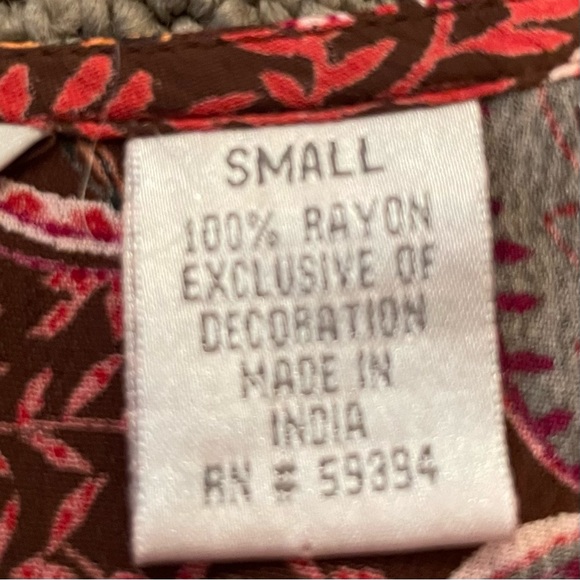 SMALL
100% RAYON
EXCLUSIVE OF
DECORATION
MADE IN
INDIA
RN # 59394